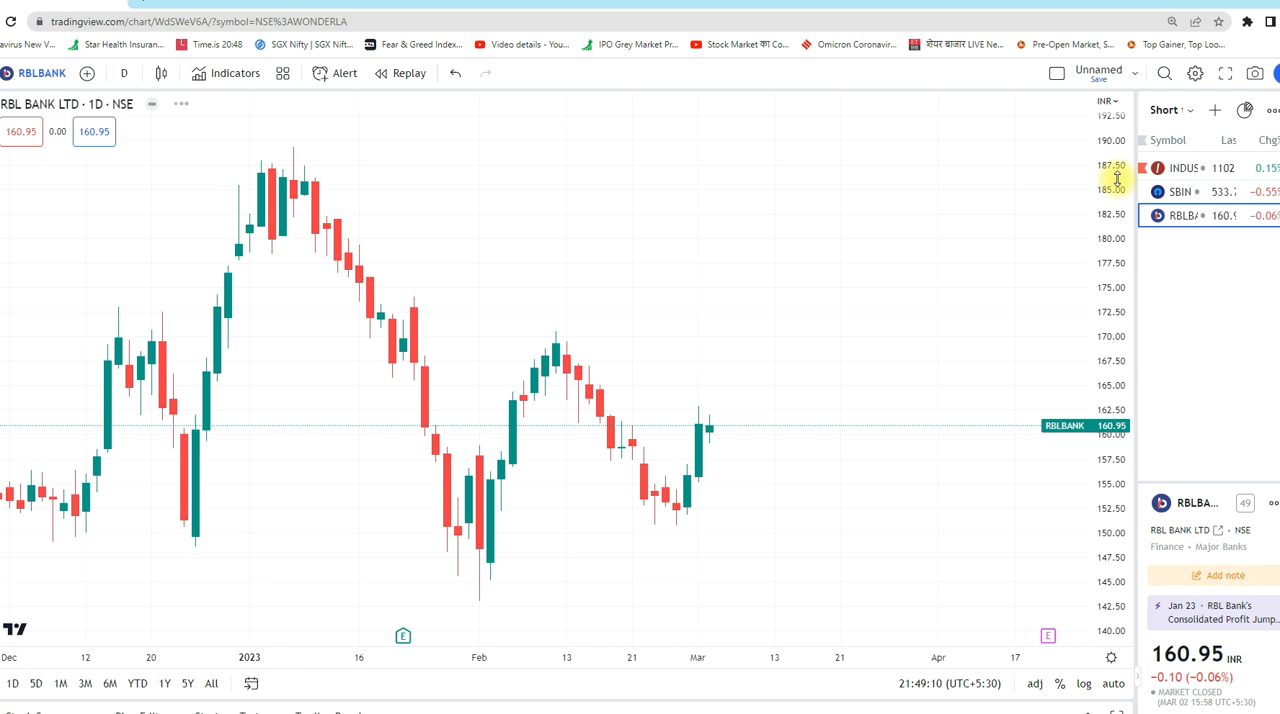 tradingview.com/chart/WdSWeV6A/?symbol=NSE%3AWONDERLA
avirus New V... Star Health Insuran... Time.is 20:48 SGX Nifty | SGX Nift... Fear & Greed Index... Video details - You... IPO Grey Market Pr... Stock Market का Co... Omicron Coronavir... शेयर बाजार LIVE Ne... Pre-Open Market, S... Top Gainer, Top Loo...
RBLBANK D Indicators Alert Replay Unnamed
Save
RBL BANK LTD · 1D · NSE
INR
Short
160.95 0.00 160.95
192.50
190.00
187.50
185.00
182.50
180.00
177.50
175.00
172.50
170.00
167.50
165.00
162.50
RBLBANK 160.95
160.00
157.50
155.00
152.50
150.00
147.50
145.00
142.50
140.00
Symbol Las Chg%
INDUS 1102 0.15%
SBIN 533.7 -0.55%
RBLBA 160.9 -0.06%
RBLBA... 49
RBL BANK LTD · NSE
Finance • Major Banks
Add note
Jan 23 · RBL Bank's
Consolidated Profit Jump...
160.95 INR
-0.10 (-0.06%)
MARKET CLOSED
(MAR 02 15:58 UTC+5:30)
E E
Dec 12 20 2023 16 Feb 13 21 Mar 13 21 Apr 17
1D 5D 1M 3M 6M YTD 1Y 5Y All 21:49:10 (UTC+5:30) adj % log auto